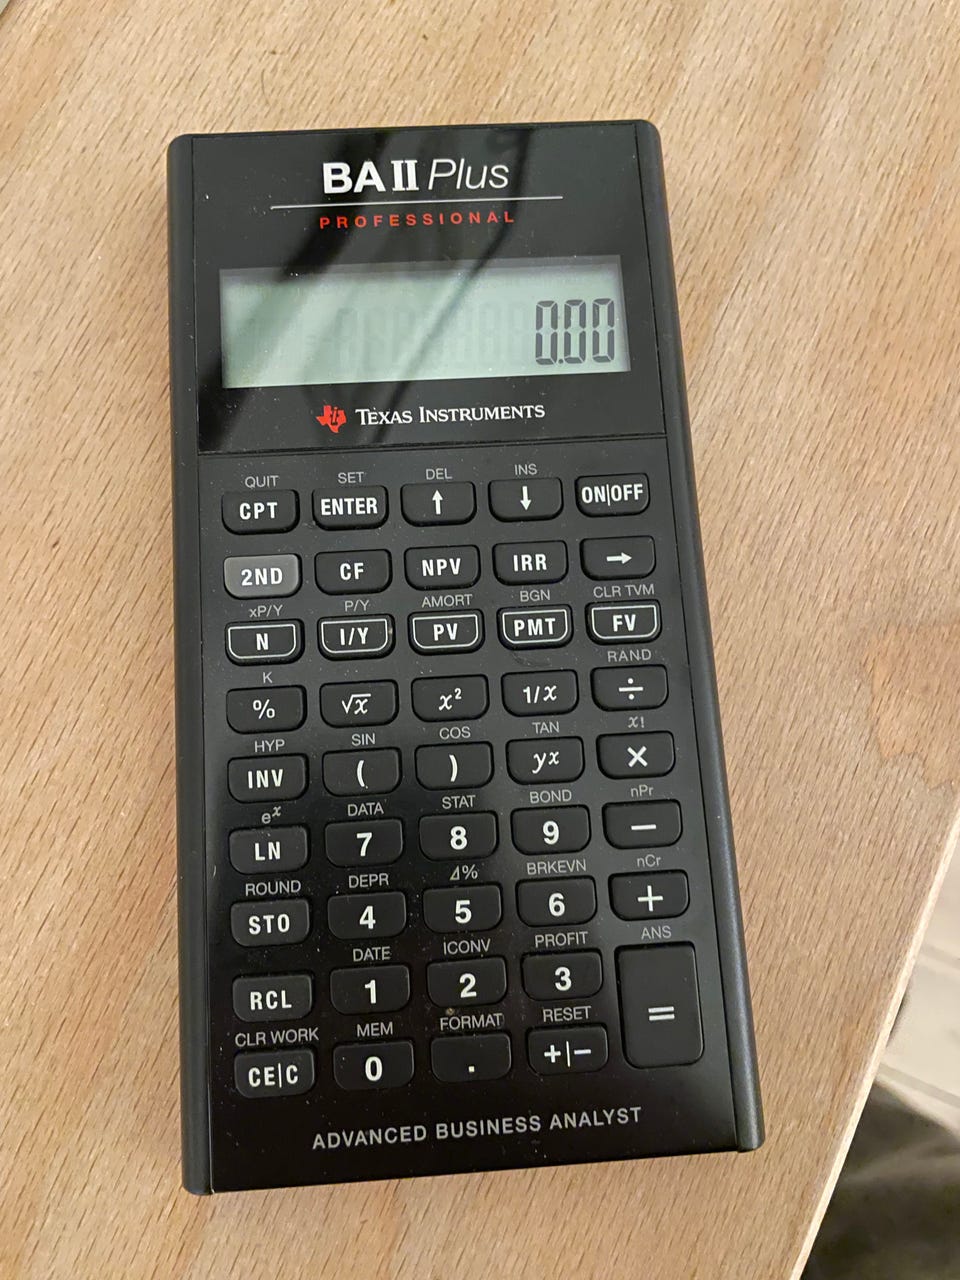 BA II Plus
PROFESSIONAL
0.00
TEXAS INSTRUMENTS
QUIT SET DEL INS
CPT ENTER ↑ ↓ ON|OFF
2ND CF NPV IRR →
xP/Y P/Y AMORT BGN CLR TVM
N I/Y PV PMT FV
K RAND
% √x x² 1/x ÷
HYP SIN COS TAN x!
INV ( ) yx ×
eˣ DATA STAT BOND nPr
LN 7 8 9 −
ROUND DEPR Δ% BRKEVN nCr
STO 4 5 6 +
DATE ICONV PROFIT ANS
RCL 1 2 3 =
CLR WORK MEM FORMAT RESET
CE|C 0 . +|−
ADVANCED BUSINESS ANALYST